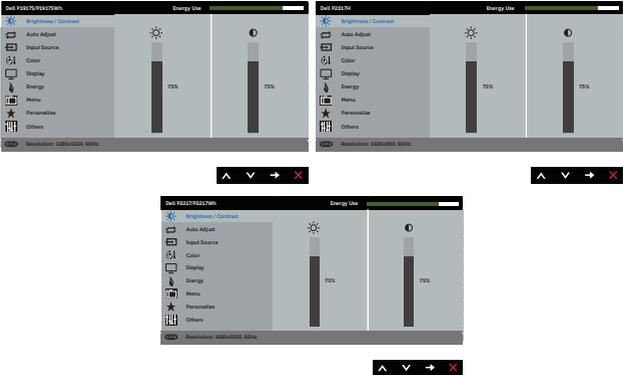 Dell P1917S/P1917SWh Energy Use
Brightness / Contrast
Auto Adjust
Input Source
Color
Display
Energy
Menu
Personalize
Others
75% 75%
Resolution: 1280x1024, 60Hz
Dell P2017H Energy Use
Brightness / Contrast
Auto Adjust
Input Source
Color
Display
Energy
Menu
Personalize
Others
75% 75%
Resolution: 1600x900, 60Hz
Dell P2217/P2217Wh Energy Use
Brightness / Contrast
Auto Adjust
Input Source
Color
Display
Energy
Menu
Personalize
Others
75% 75%
Resolution: 1680x1050, 60Hz